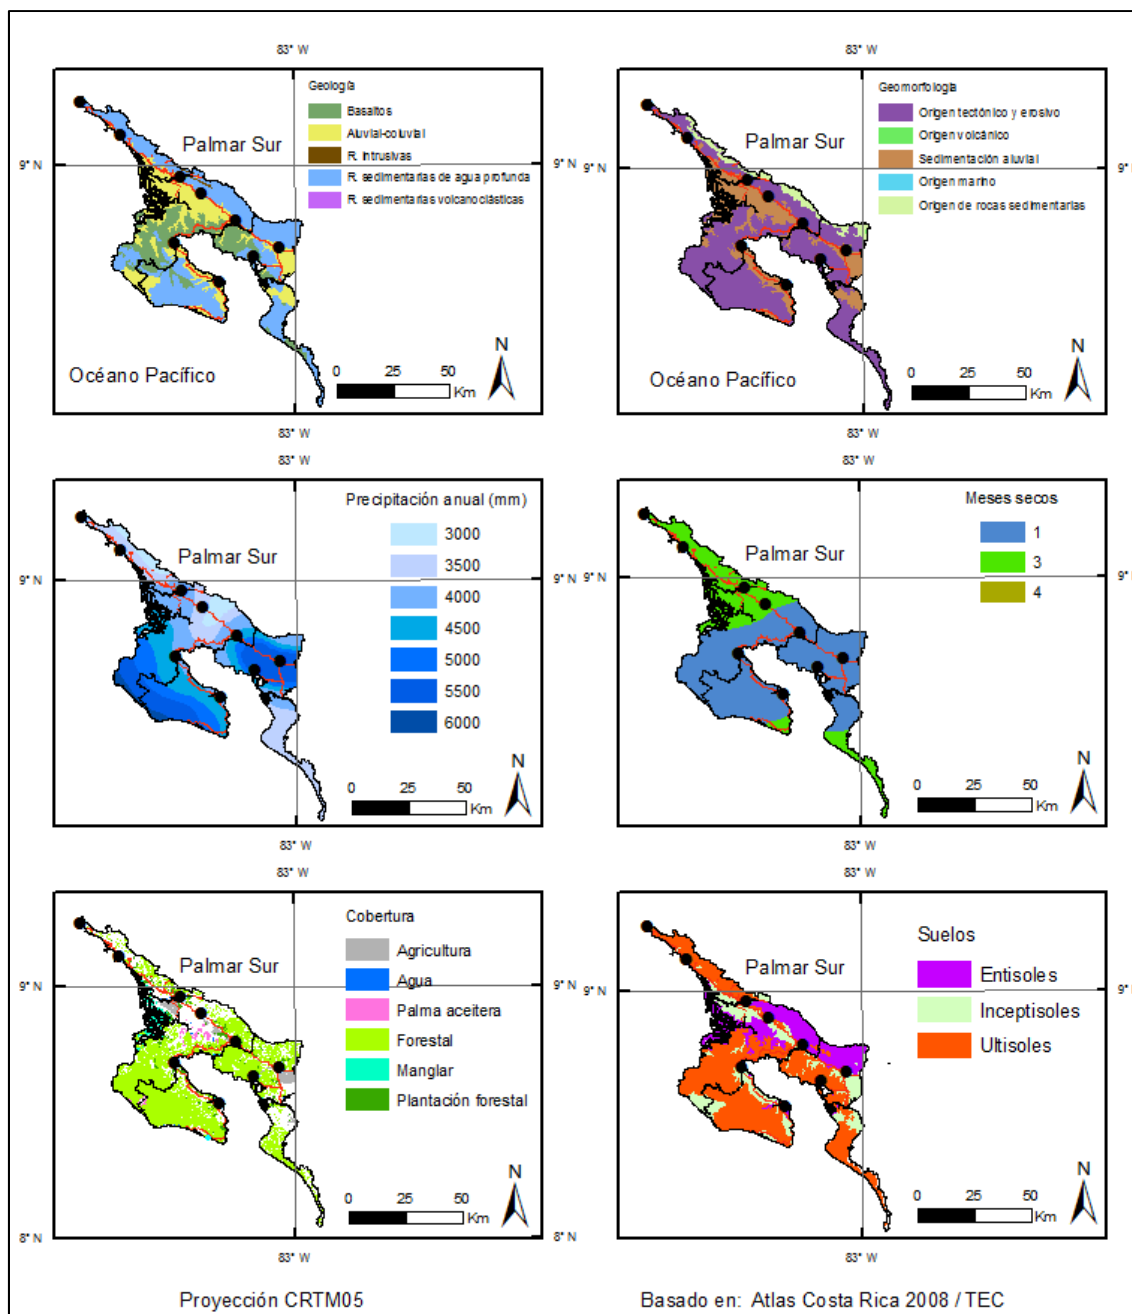 83° W
Geología
Basaltos
Aluvial-coluvial
R. intrusivas
R. sedimentarias de agua profunda
R. sedimentarias volcanoclásticas
Palmar Sur
9° N
Océano Pacífico
N
0 25 50
Km
83° W
Geomorfología
Origen tectónico y erosivo
Origen volcánico
Sedimentación aluvial
Origen marino
Origen de rocas sedimentarias
Palmar Sur
9° N
9° N
Océano Pacífico
N
0 25 50
Km
83° W
83° W
83° W
83° W
Precipitación anual (mm)
3000
3500
4000
4500
5000
5500
6000
Palmar Sur
9° N
N
0 25 50
Km
Meses secos
1
3
4
Palmar Sur
9° N
9° N
N
0 25 50
Km
83° W
83° W
83° W
83° W
Cobertura
Agricultura
Agua
Palma aceitera
Forestal
Manglar
Plantación forestal
Palmar Sur
9° N
N
0 25 50
Km
8° N
Suelos
Entisoles
Inceptisoles
Ultisoles
Palmar Sur
9° N
9° N
N
0 25 50
Km
8° N
83° W
83° W
Proyección CRTM05
Basado en: Atlas Costa Rica 2008 / TEC